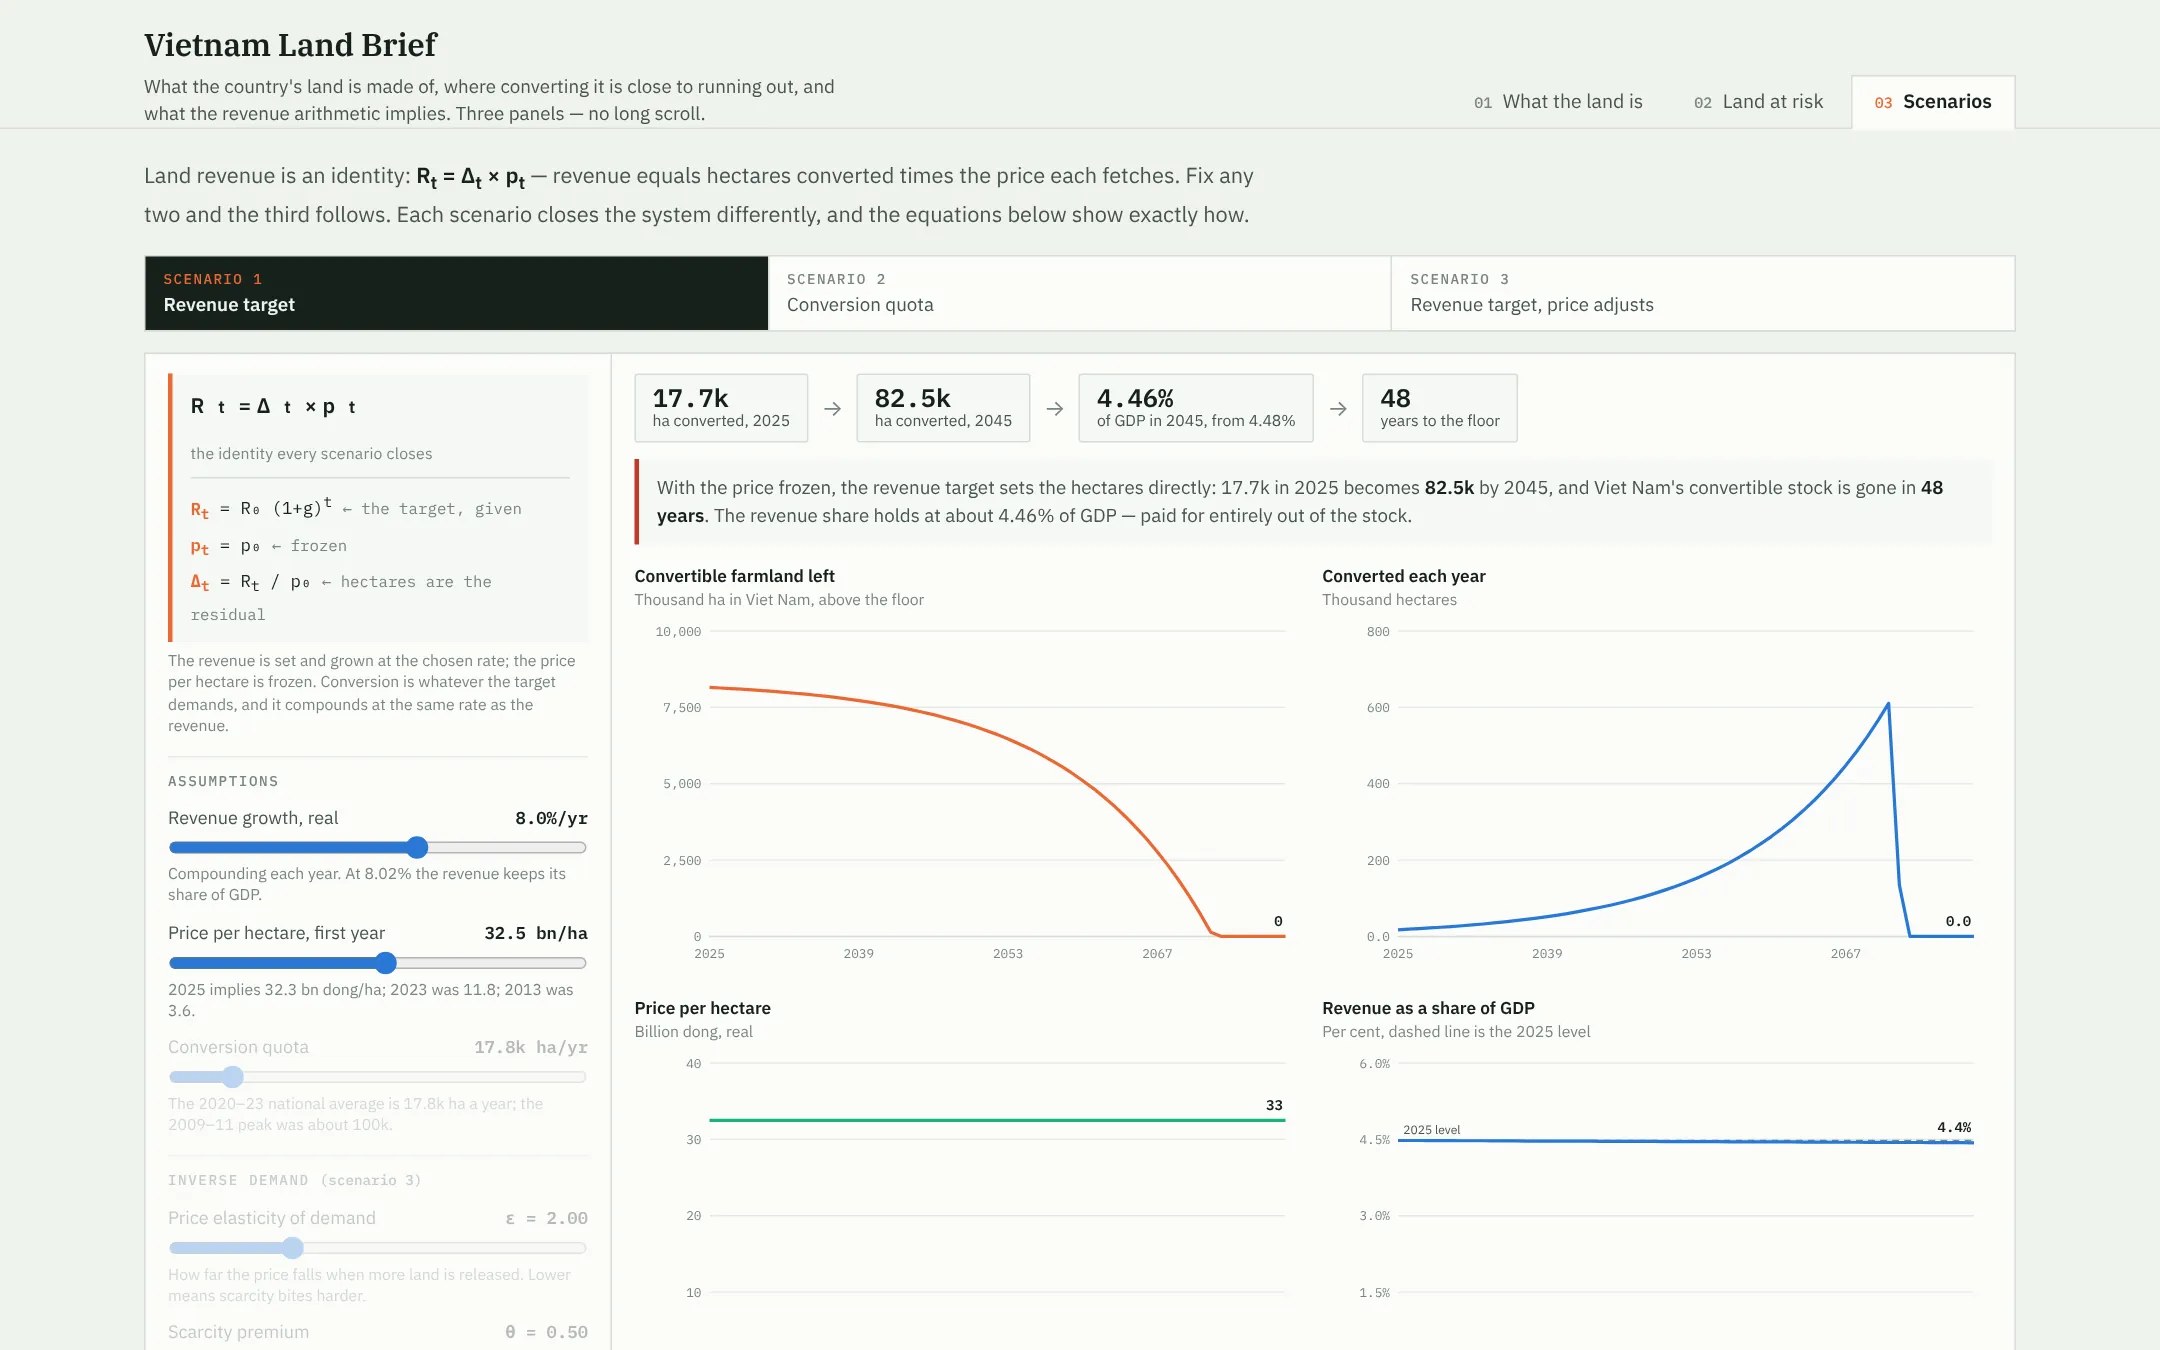 Vietnam Land Brief
What the country's land is made of, where converting it is close to running out, and
what the revenue arithmetic implies. Three panels — no long scroll.
01 What the land is
02 Land at risk
03 Scenarios
Land revenue is an identity: Rt = Δt × pt — revenue equals hectares converted times the price each fetches. Fix any
two and the third follows. Each scenario closes the system differently, and the equations below show exactly how.
SCENARIO 1
Revenue target
SCENARIO 2
Conversion quota
SCENARIO 3
Revenue target, price adjusts
R t = Δ t × p t
the identity every scenario closes
Rt = R₀ (1+g)^t ← the target, given
pt = p₀ ← frozen
Δt = Rt / p₀ ← hectares are the
residual
The revenue is set and grown at the chosen rate; the price
per hectare is frozen. Conversion is whatever the target
demands, and it compounds at the same rate as the
revenue.
ASSUMPTIONS
Revenue growth, real 8.0%/yr
Compounding each year. At 8.02% the revenue keeps its
share of GDP.
Price per hectare, first year 32.5 bn/ha
2025 implies 32.3 bn dong/ha; 2023 was 11.8; 2013 was
3.6.
Conversion quota 17.8k ha/yr
The 2020–23 national average is 17.8k ha a year; the
2009–11 peak was about 100k.
INVERSE DEMAND (scenario 3)
Price elasticity of demand ε = 2.00
How far the price falls when more land is released. Lower
means scarcity bites harder.
Scarcity premium θ = 0.50
17.7k
ha converted, 2025
→
82.5k
ha converted, 2045
→
4.46%
of GDP in 2045, from 4.48%
→
48
years to the floor
With the price frozen, the revenue target sets the hectares directly: 17.7k in 2025 becomes 82.5k by 2045, and Viet Nam's convertible stock is gone in 48
years. The revenue share holds at about 4.46% of GDP — paid for entirely out of the stock.
Convertible farmland left
Thousand ha in Viet Nam, above the floor
10,000
7,500
5,000
2,500
0
0
2025 2039 2053 2067
Converted each year
Thousand hectares
800
600
400
200
0.0
0.0
2025 2039 2053 2067
Price per hectare
Billion dong, real
40
33
30
20
10
Revenue as a share of GDP
Per cent, dashed line is the 2025 level
6.0%
2025 level
4.4%
4.5%
3.0%
1.5%